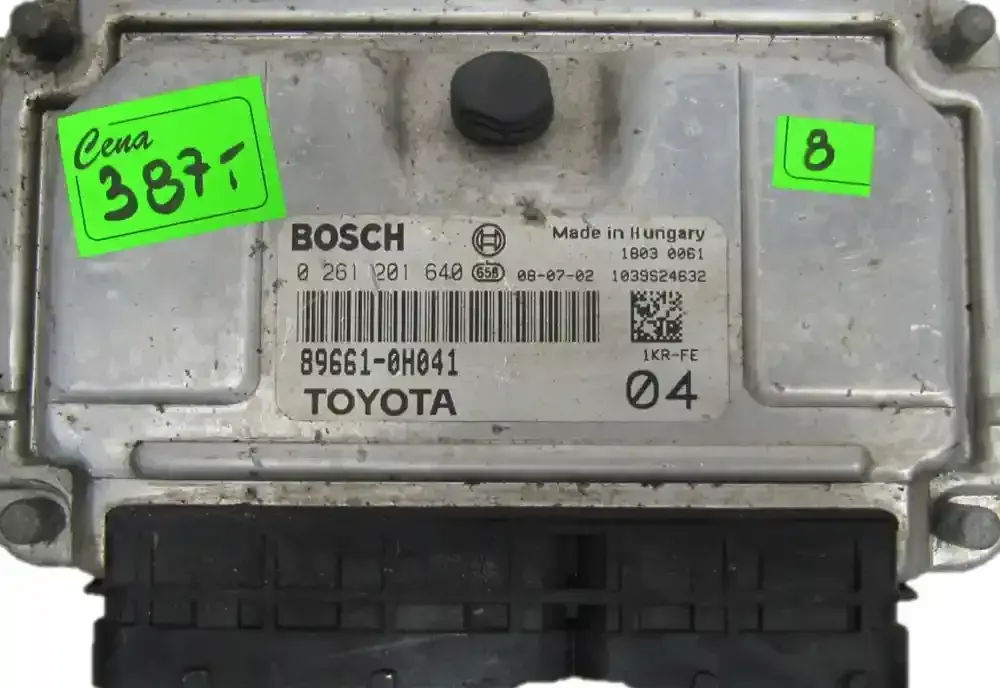 Cena
387,-
8
BOSCH
Made in Hungary
1803 0061
0 261 201 640 658 08-07-02 1039S24632
89661-0H041
1KR-FE
TOYOTA
04